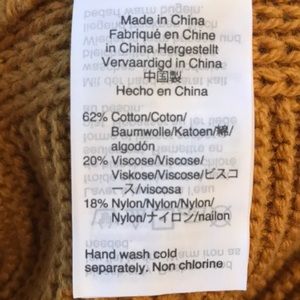 Made in China
Fabriqué en Chine
in China Hergestellt
Vervaardigd in China
中国製
Hecho en China
62% Cotton/Coton/
Baumwolle/Katoen/綿/
algodón
20% Viscose/Viscose/
Viskose/Viscose/ビスコ
ース/viscosa
18% Nylon/Nylon/Nylon/
Nylon/ナイロン/nailon
Hand wash cold
separately. Non chlorine